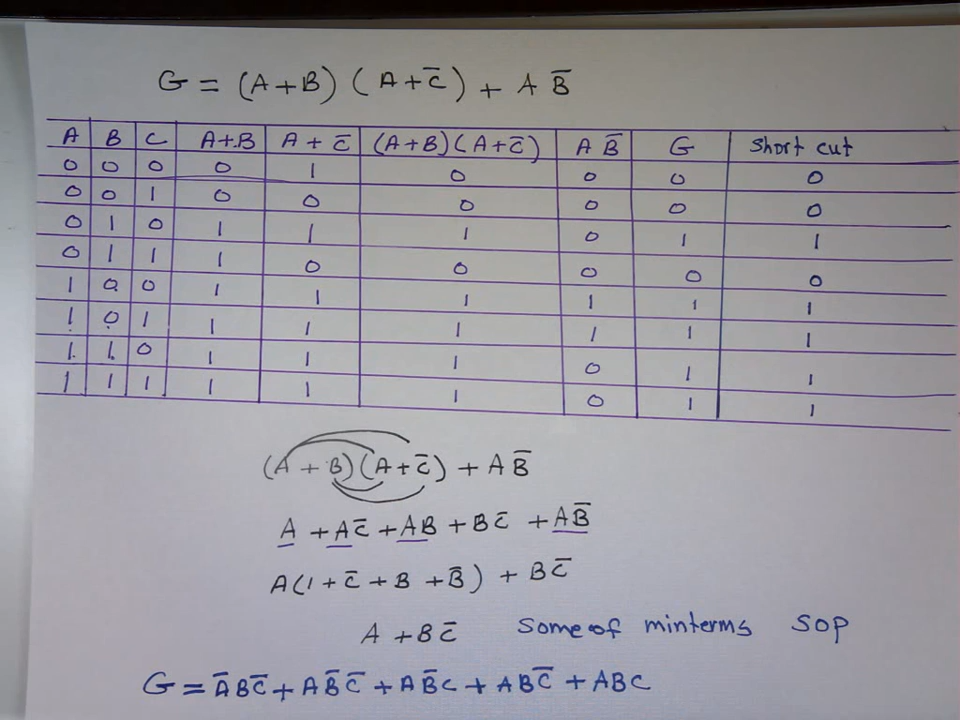 G = (A+B) (A+C̅) + A B̅
A B C A+B A + C̅ (A+B)(A+C̅) A B̅ G Short cut
0 0 0 0 1 0 0 0 0
0 0 1 0 0 0 0 0 0
0 1 0 1 1 1 0 1 1
0 1 1 1 0 0 0 0 0
1 0 0 1 1 1 1 1 1
1 0 1 1 1 1 1 1 1
1 1 0 1 1 1 0 1 1
1 1 1 1 1 1 0 1 1
(A + B)(A + C̅) + A B̅
A + AC̅ + AB + BC̅ + AB̅
A(1 + C̅ + B + B̅) + BC̅
A + BC̅ Some of minterms SOP
G = A̅BC̅ + AB̅C̅ + AB̅C + ABC̅ + ABC